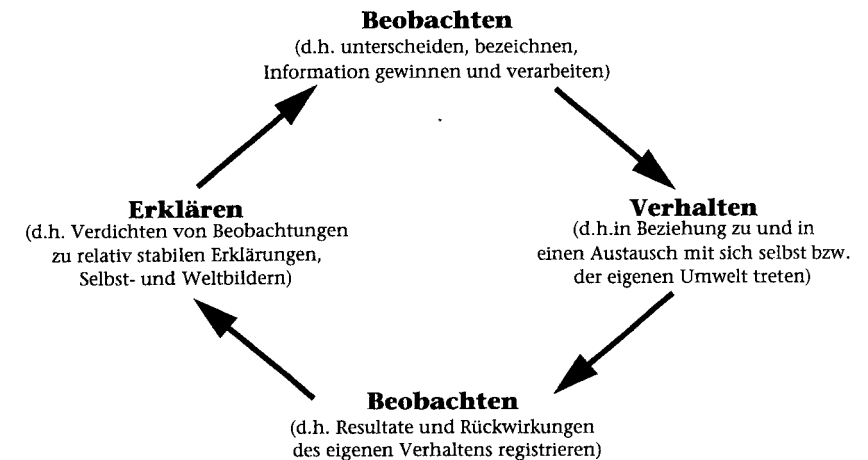 Beobachten
(d.h. unterscheiden, bezeichnen,
Information gewinnen und verarbeiten)
Erklären
(d.h. Verdichten von Beobachtungen
zu relativ stabilen Erklärungen,
Selbst- und Weltbildern)
Verhalten
(d.h.in Beziehung zu und in
einen Austausch mit sich selbst bzw.
der eigenen Umwelt treten)
Beobachten
(d.h. Resultate und Rückwirkungen
des eigenen Verhaltens registrieren)